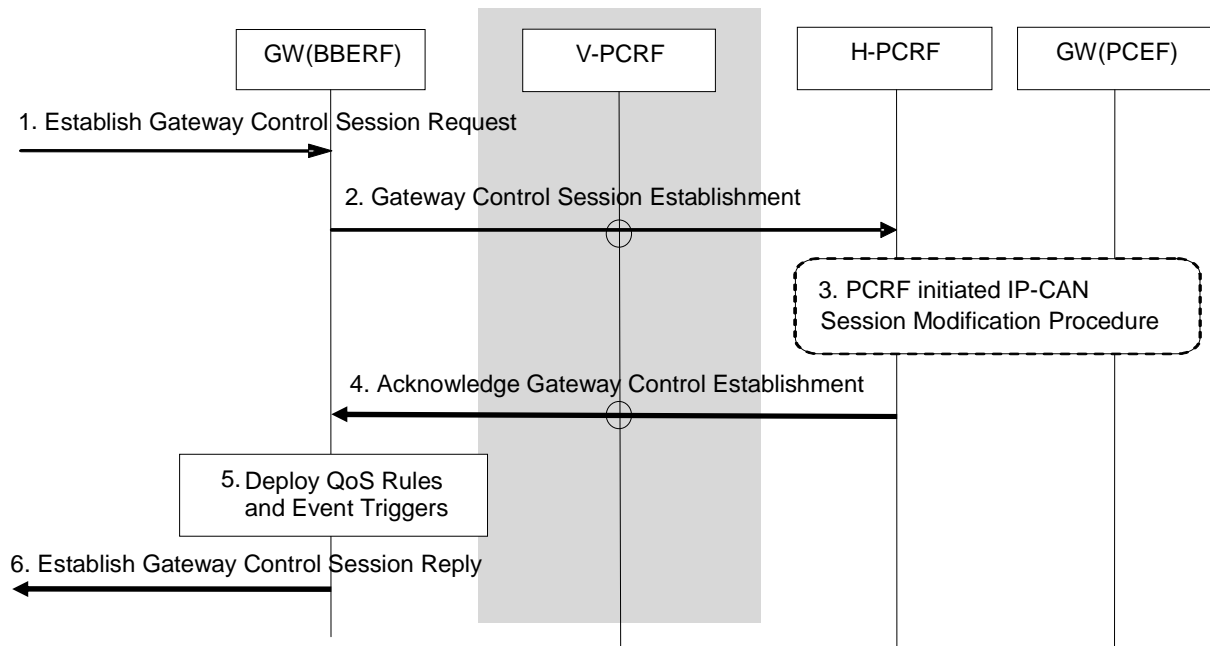 GW(BBERF)
V-PCRF
H-PCRF
GW(PCEF)
1. Establish Gateway Control Session Request
2. Gateway Control Session Establishment
3. PCRF initiated IP-CAN
Session Modification Procedure
4. Acknowledge Gateway Control Establishment
5. Deploy QoS Rules
and Event Triggers
6. Establish Gateway Control Session Reply